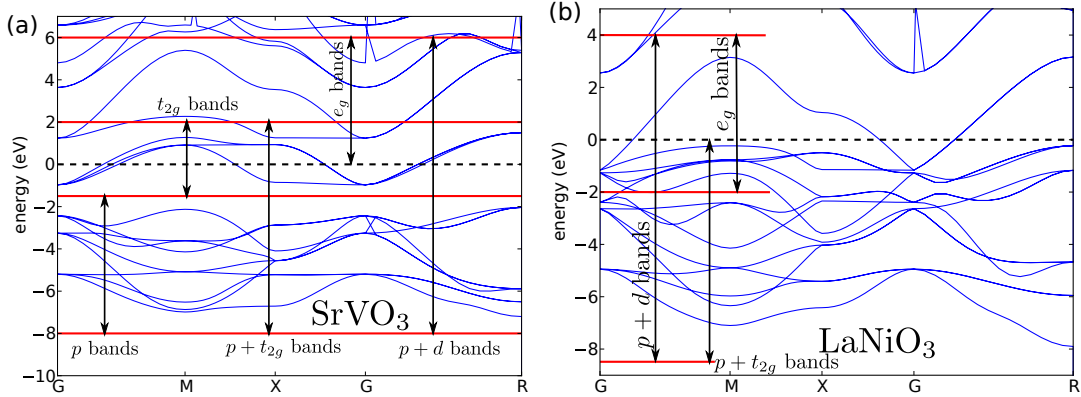 (a)
energy (eV)
6
4
2
0
−2
−4
−6
−8
−10
t2g bands
eg bands
p bands
p + t2g bands
p + d bands
SrVO3
G M X G R
(b)
energy (eV)
4
2
0
−2
−4
−6
−8
eg bands
p + d bands
p + t2g bands
LaNiO3
G M X G R